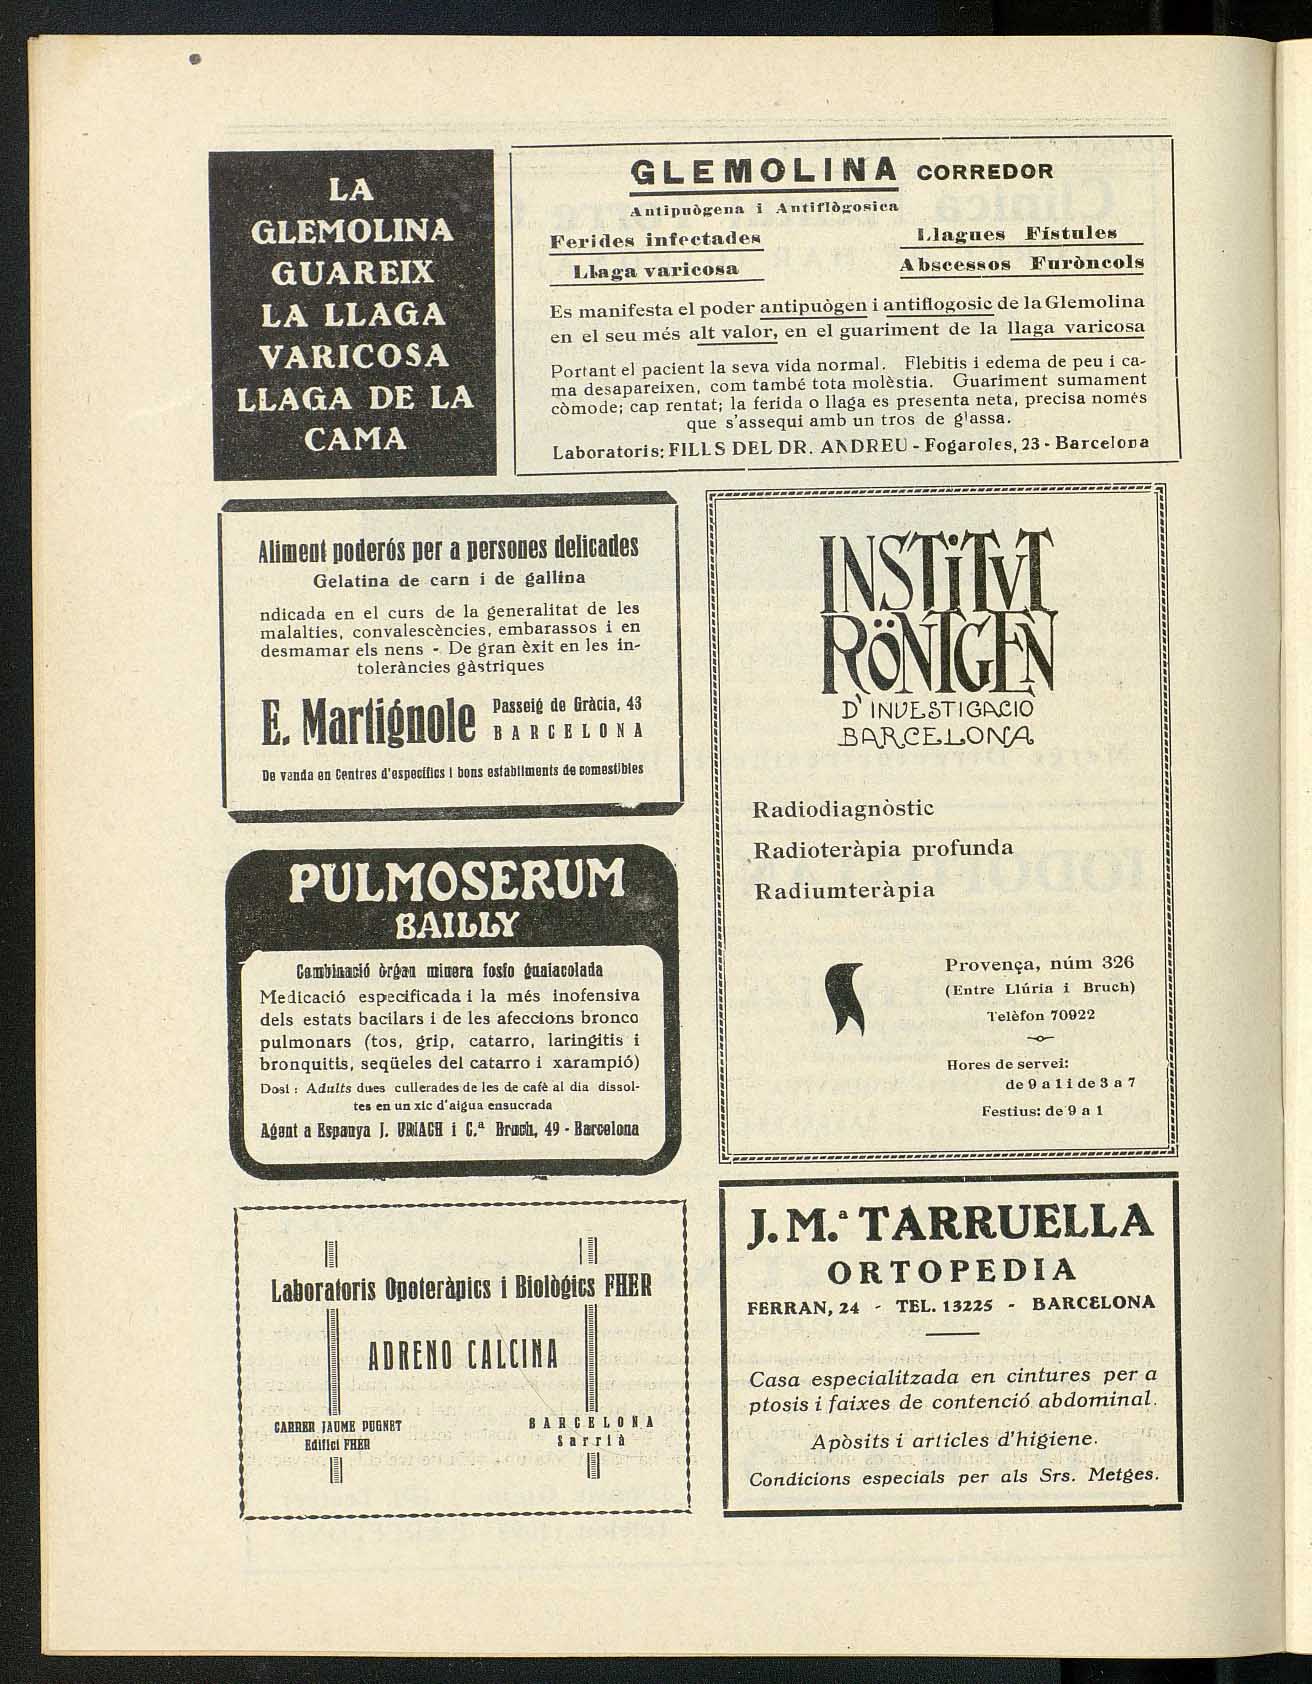 LA
GLEMOLINA
GUAREIX
LA LLAGA
VARICOSA
LLAGA DE LA
CAMA
GLEMOLINA CORREDOR
Antipuògena i Antiflògosica
Ferides infectades
Llaga varicosa
Llagues Fístules
Abscessos Furòncols
Es manifesta el poder antipuògen i antiflogosic de la Glemolina
en el seu més alt valor, en el guariment de la llaga varicosa
Portant el pacient la seva vida normal. Flebitis i edema de peu i ca-
ma desapareixen, com també tota molèstia. Guariment sumament
còmode; cap rentat; la ferida o llaga es presenta neta, precisa només
que s'assequi amb un tros de glassa.
Laboratoris: FILLS DEL DR. ANDREU - Fogaroles, 23 - Barcelona
Aliment poderós per a persones delicades
Gelatina de carn i de gallina
ndicada en el curs de la generalitat de les
malalties, convalescències, embarassos i en
desmamar els nens - De gran èxit en les in-
toleràncies gàstriques
E. Martignole
Passeig de Gràcia, 43
BARCELONA
De venda en Centres d'específics i bons establiments de comestibles
PULMOSERUM
BAILLY
Combinació òrgan minera fosfo guaiacolada
Medicació especificada i la més inofensiva
dels estats bacilars i de les afeccions bronco
pulmonars (tos, grip, catarro, laringitis i
bronquitis, seqüeles del catarro i xarampió)
Dosi : Adults dues cullerades de les de cafè al dia dissol-
tes en un xic d'aigua ensucrada
Agent a Espanya J. URIACH i C.ª Bruch, 49 - Barcelona
Laboratoris Opoteràpics i Biològics FHER
ADRENO CALCINA
CARRER JAUME PUGNET
Edifici FHER
BARCELONA
Sarrià
INSTITVT
RÖNTGEN
D'INVESTIGACIO
BARCELONA
Radiodiagnòstic
Radioteràpia profunda
Radiumteràpia
Provença, núm 326
(Entre Llúria i Bruch)
Telèfon 70922
Hores de servei:
de 9 a 1 i de 3 a 7
Festius: de 9 a 1
J. M.ª TARRUELLA
ORTOPEDIA
FERRAN, 24 - TEL. 13225 - BARCELONA
Casa especialitzada en cintures per a
ptosis i faixes de contenció abdominal.
Apòsits i articles d'higiene.
Condicions especials per als Srs. Metges.